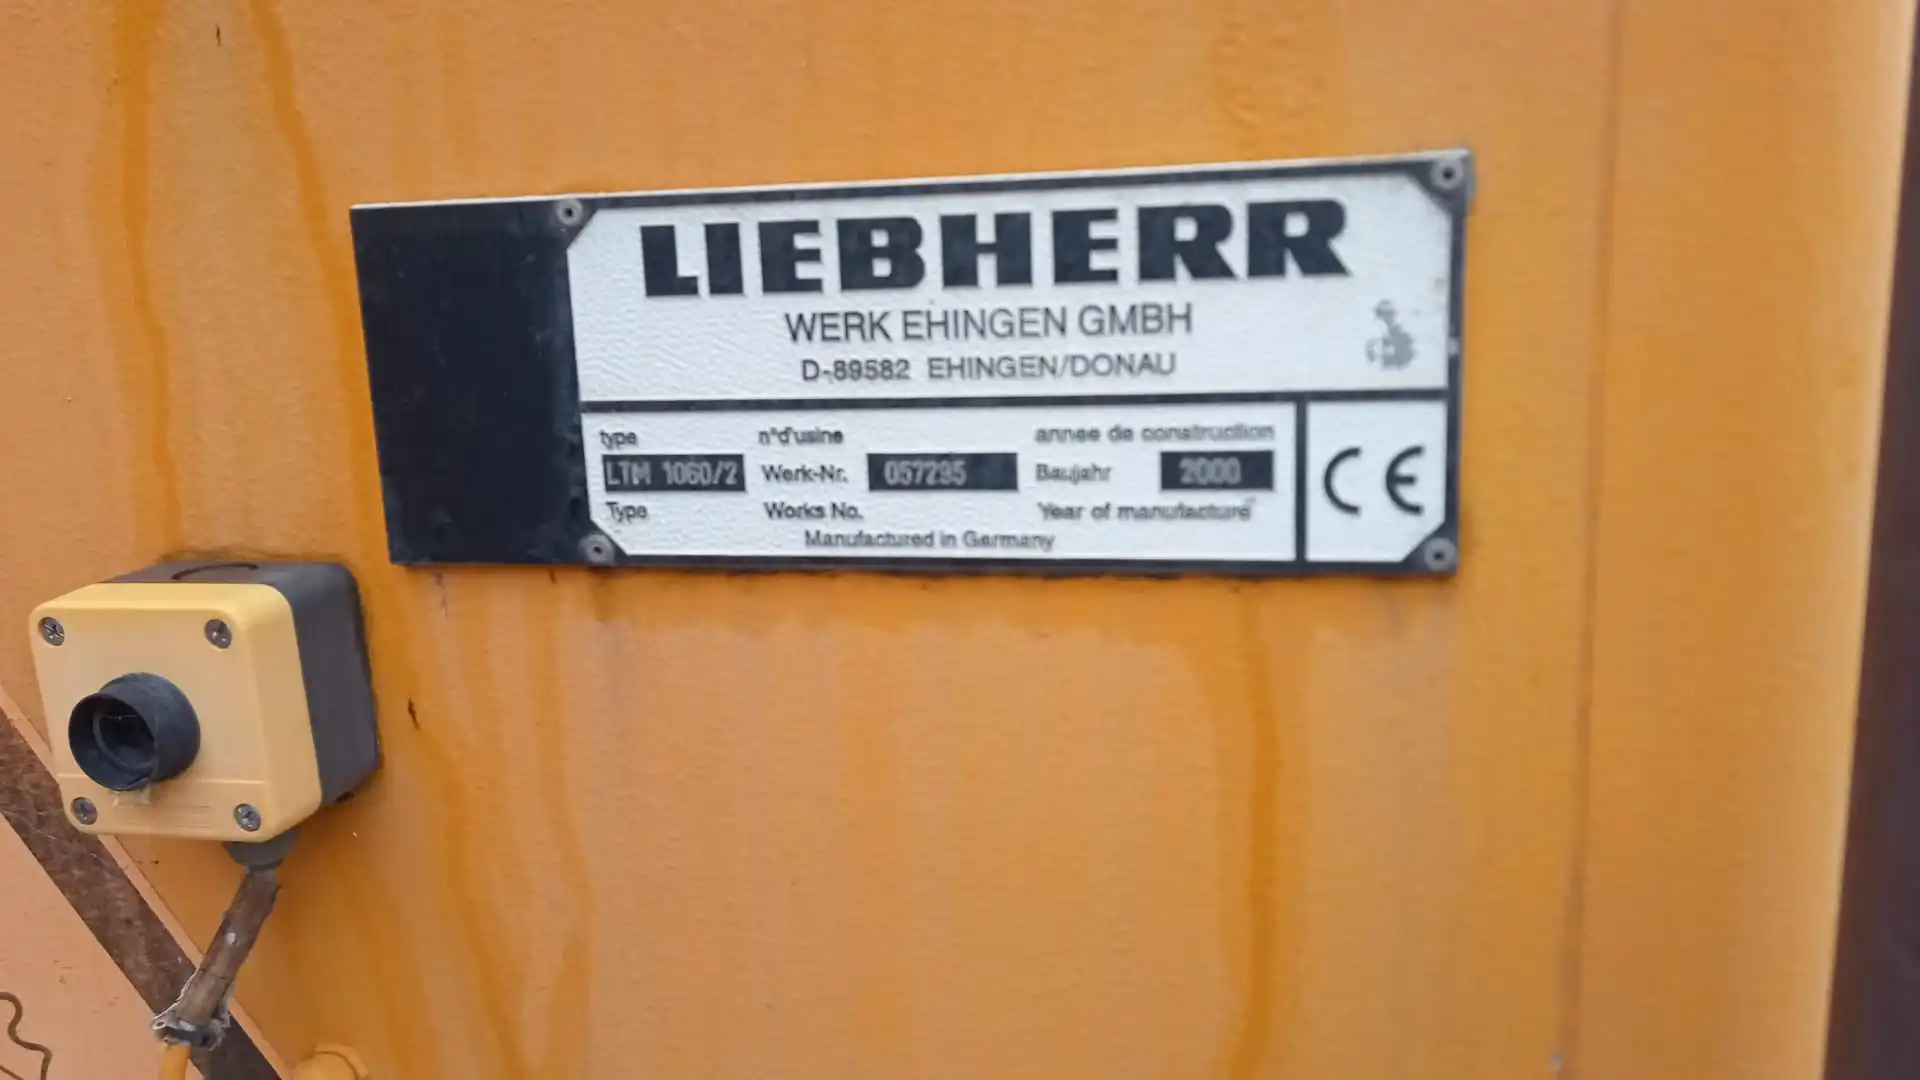 LIEBHERR
WERK EHINGEN GMBH
D-89582 EHINGEN/DONAU
type n°d'usine annee de construction
LTM 1060/2 Werk-Nr. 057295 Baujahr 2000
Type Works No. Year of manufacture
Manufactured in Germany
CE